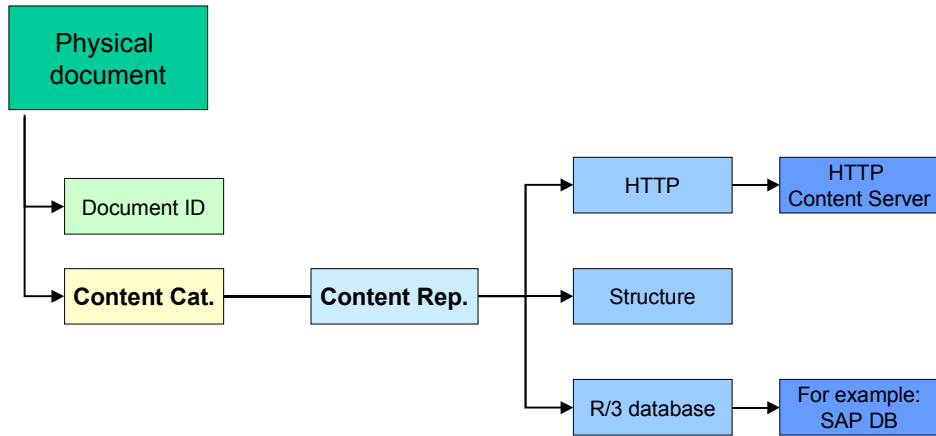 Physical
document
Document ID
Content Cat.
Content Rep.
HTTP
HTTP
Content Server
Structure
R/3 database
For example:
SAP DB